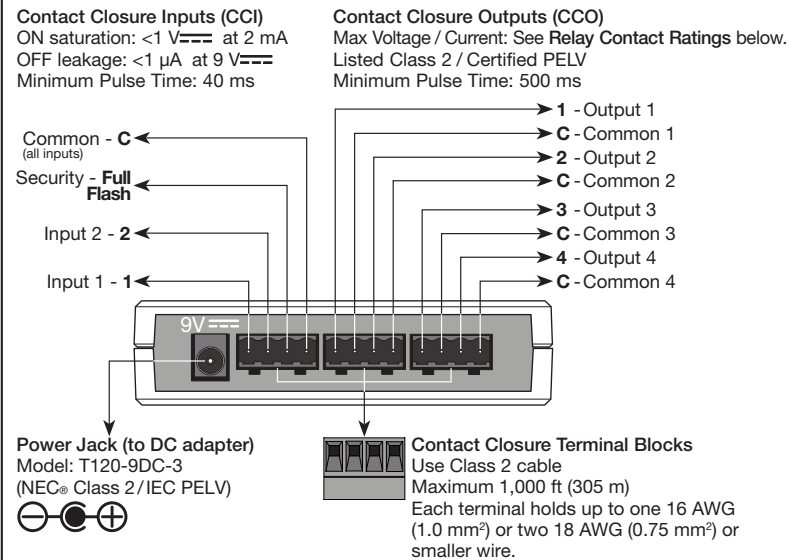 Contact Closure Inputs (CCI)
ON saturation: <1 V⎓ at 2 mA
OFF leakage: <1 µA at 9 V⎓
Minimum Pulse Time: 40 ms
Contact Closure Outputs (CCO)
Max Voltage / Current: See Relay Contact Ratings below.
Listed Class 2 / Certified PELV
Minimum Pulse Time: 500 ms
Common - C
(all inputs)
Security - Full
Flash
Input 2 - 2
Input 1 - 1
1 - Output 1
C - Common 1
2 - Output 2
C - Common 2
3 - Output 3
C - Common 3
4 - Output 4
C - Common 4
9V⎓
Power Jack (to DC adapter)
Model: T120-9DC-3
(NEC® Class 2 / IEC PELV)
Contact Closure Terminal Blocks
Use Class 2 cable
Maximum 1,000 ft (305 m)
Each terminal holds up to one 16 AWG
(1.0 mm²) or two 18 AWG (0.75 mm²) or
smaller wire.